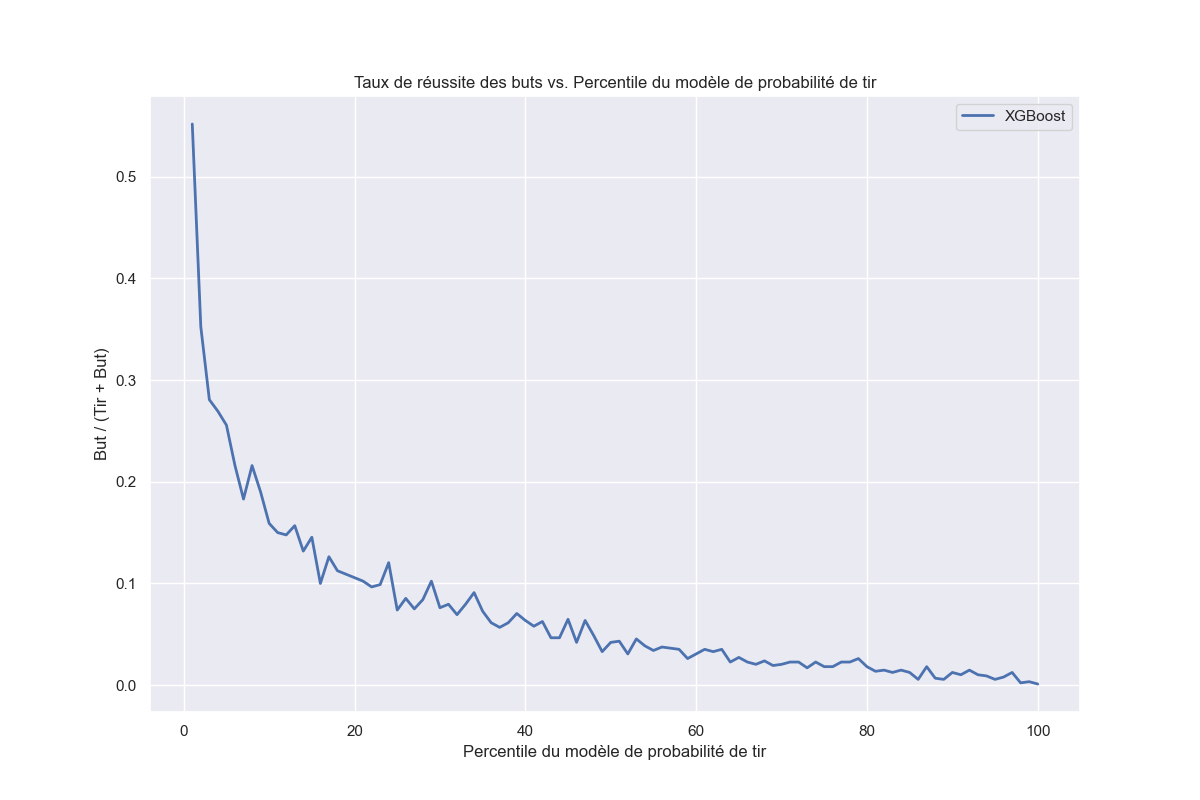 Taux de réussite des buts vs. Percentile du modèle de probabilité de tir
XGBoost
But / (Tir + But)
0.5
0.4
0.3
0.2
0.1
0.0
0 20 40 60 80 100
Percentile du modèle de probabilité de tir